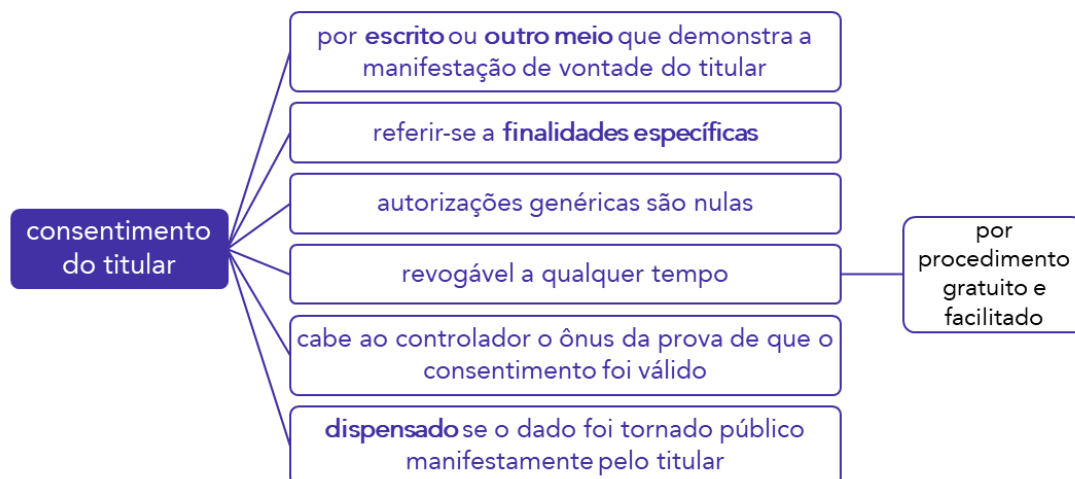 por escrito ou outro meio que demonstra a
manifestação de vontade do titular
referir-se a finalidades específicas
autorizações genéricas são nulas
consentimento
do titular
revogável a qualquer tempo
por
procedimento
gratuito e
facilitado
cabe ao controlador o ônus da prova de que o
consentimento foi válido
dispensado se o dado foi tornado público
manifestamente pelo titular